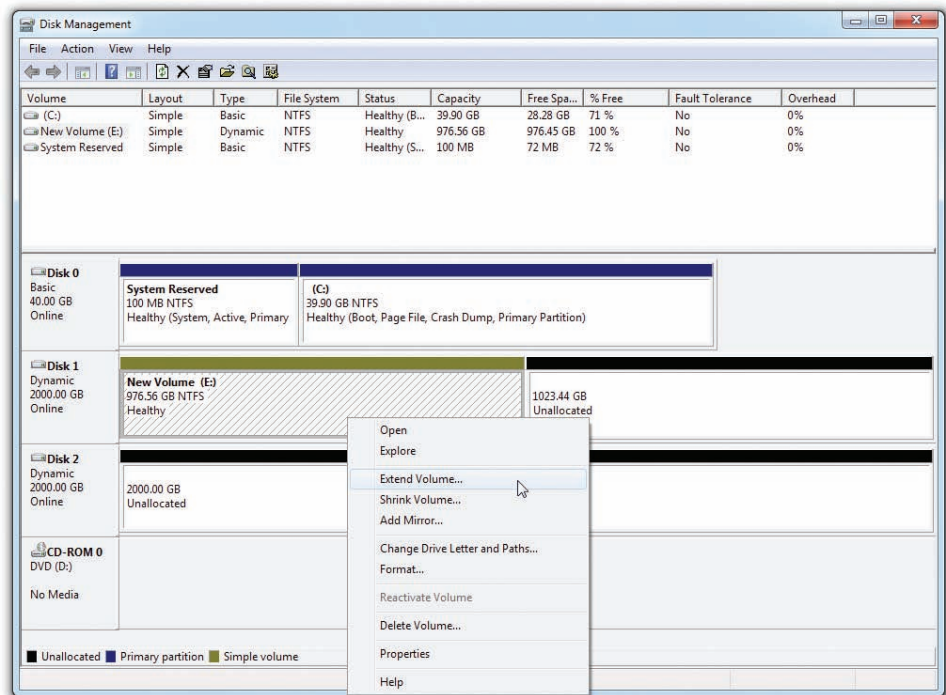 Disk Management
File Action View Help
Volume Layout Type File System Status Capacity Free Spa... % Free Fault Tolerance Overhead
(C:) Simple Basic NTFS Healthy (B... 39.90 GB 28.28 GB 71 % No 0%
New Volume (E:) Simple Dynamic NTFS Healthy 976.56 GB 976.45 GB 100 % No 0%
System Reserved Simple Basic NTFS Healthy (S... 100 MB 72 MB 72 % No 0%
Disk 0
Basic
40.00 GB
Online
System Reserved
100 MB NTFS
Healthy (System, Active, Primary
(C:)
39.90 GB NTFS
Healthy (Boot, Page File, Crash Dump, Primary Partition)
Disk 1
Dynamic
2000.00 GB
Online
New Volume (E:)
976.56 GB NTFS
Healthy
1023.44 GB
Unallocated
Disk 2
Dynamic
2000.00 GB
Online
2000.00 GB
Unallocated
CD-ROM 0
DVD (D:)
No Media
Open
Explore
Extend Volume...
Shrink Volume...
Add Mirror...
Change Drive Letter and Paths...
Format...
Reactivate Volume
Delete Volume...
Properties
Help
Unallocated Primary partition Simple volume